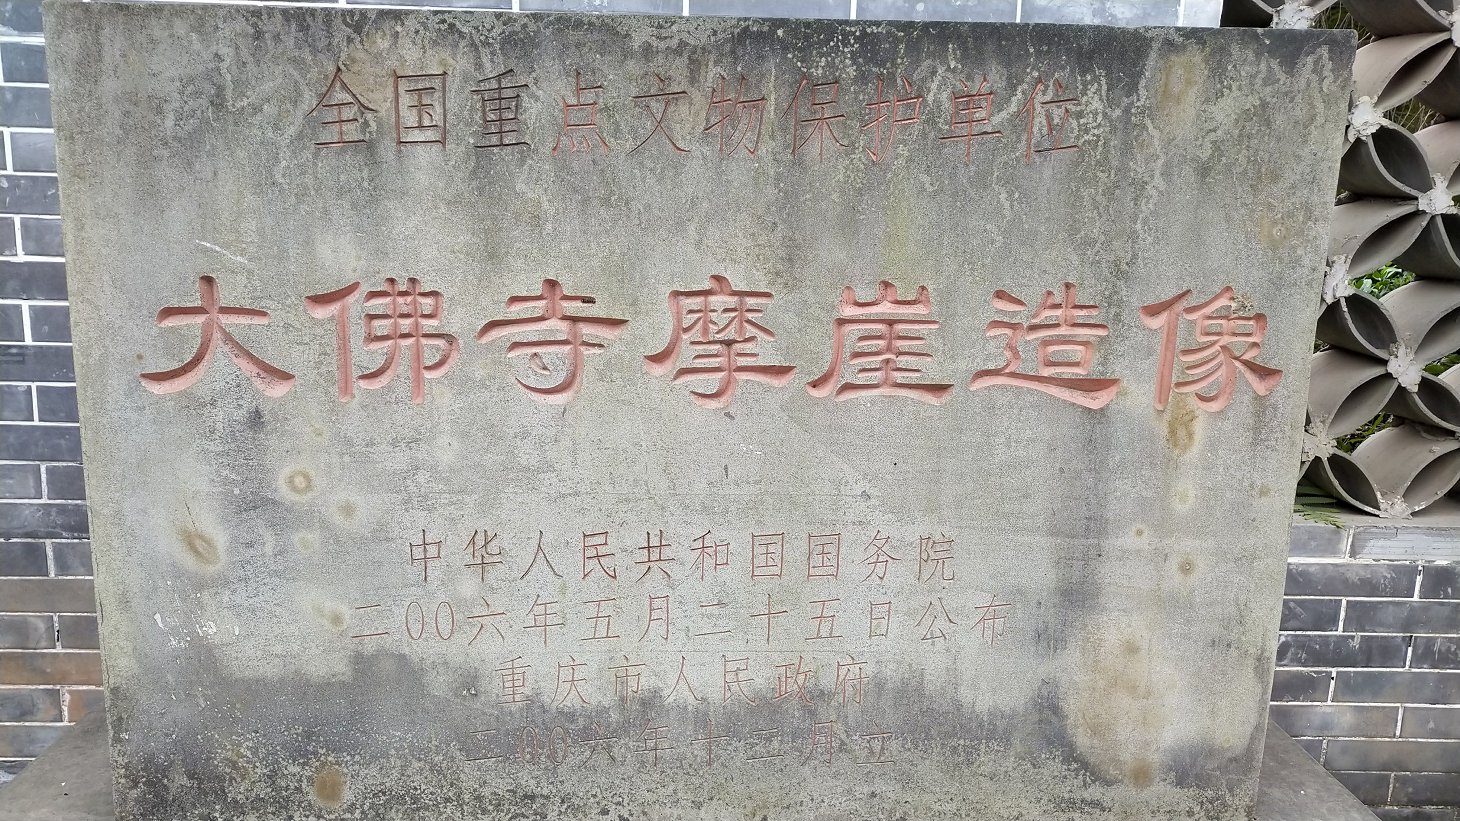 全国重点文物保护单位
大佛寺摩崖造像
中华人民共和国国务院
二00六年五月二十五日公布
重庆市人民政府
二00六年十二月立